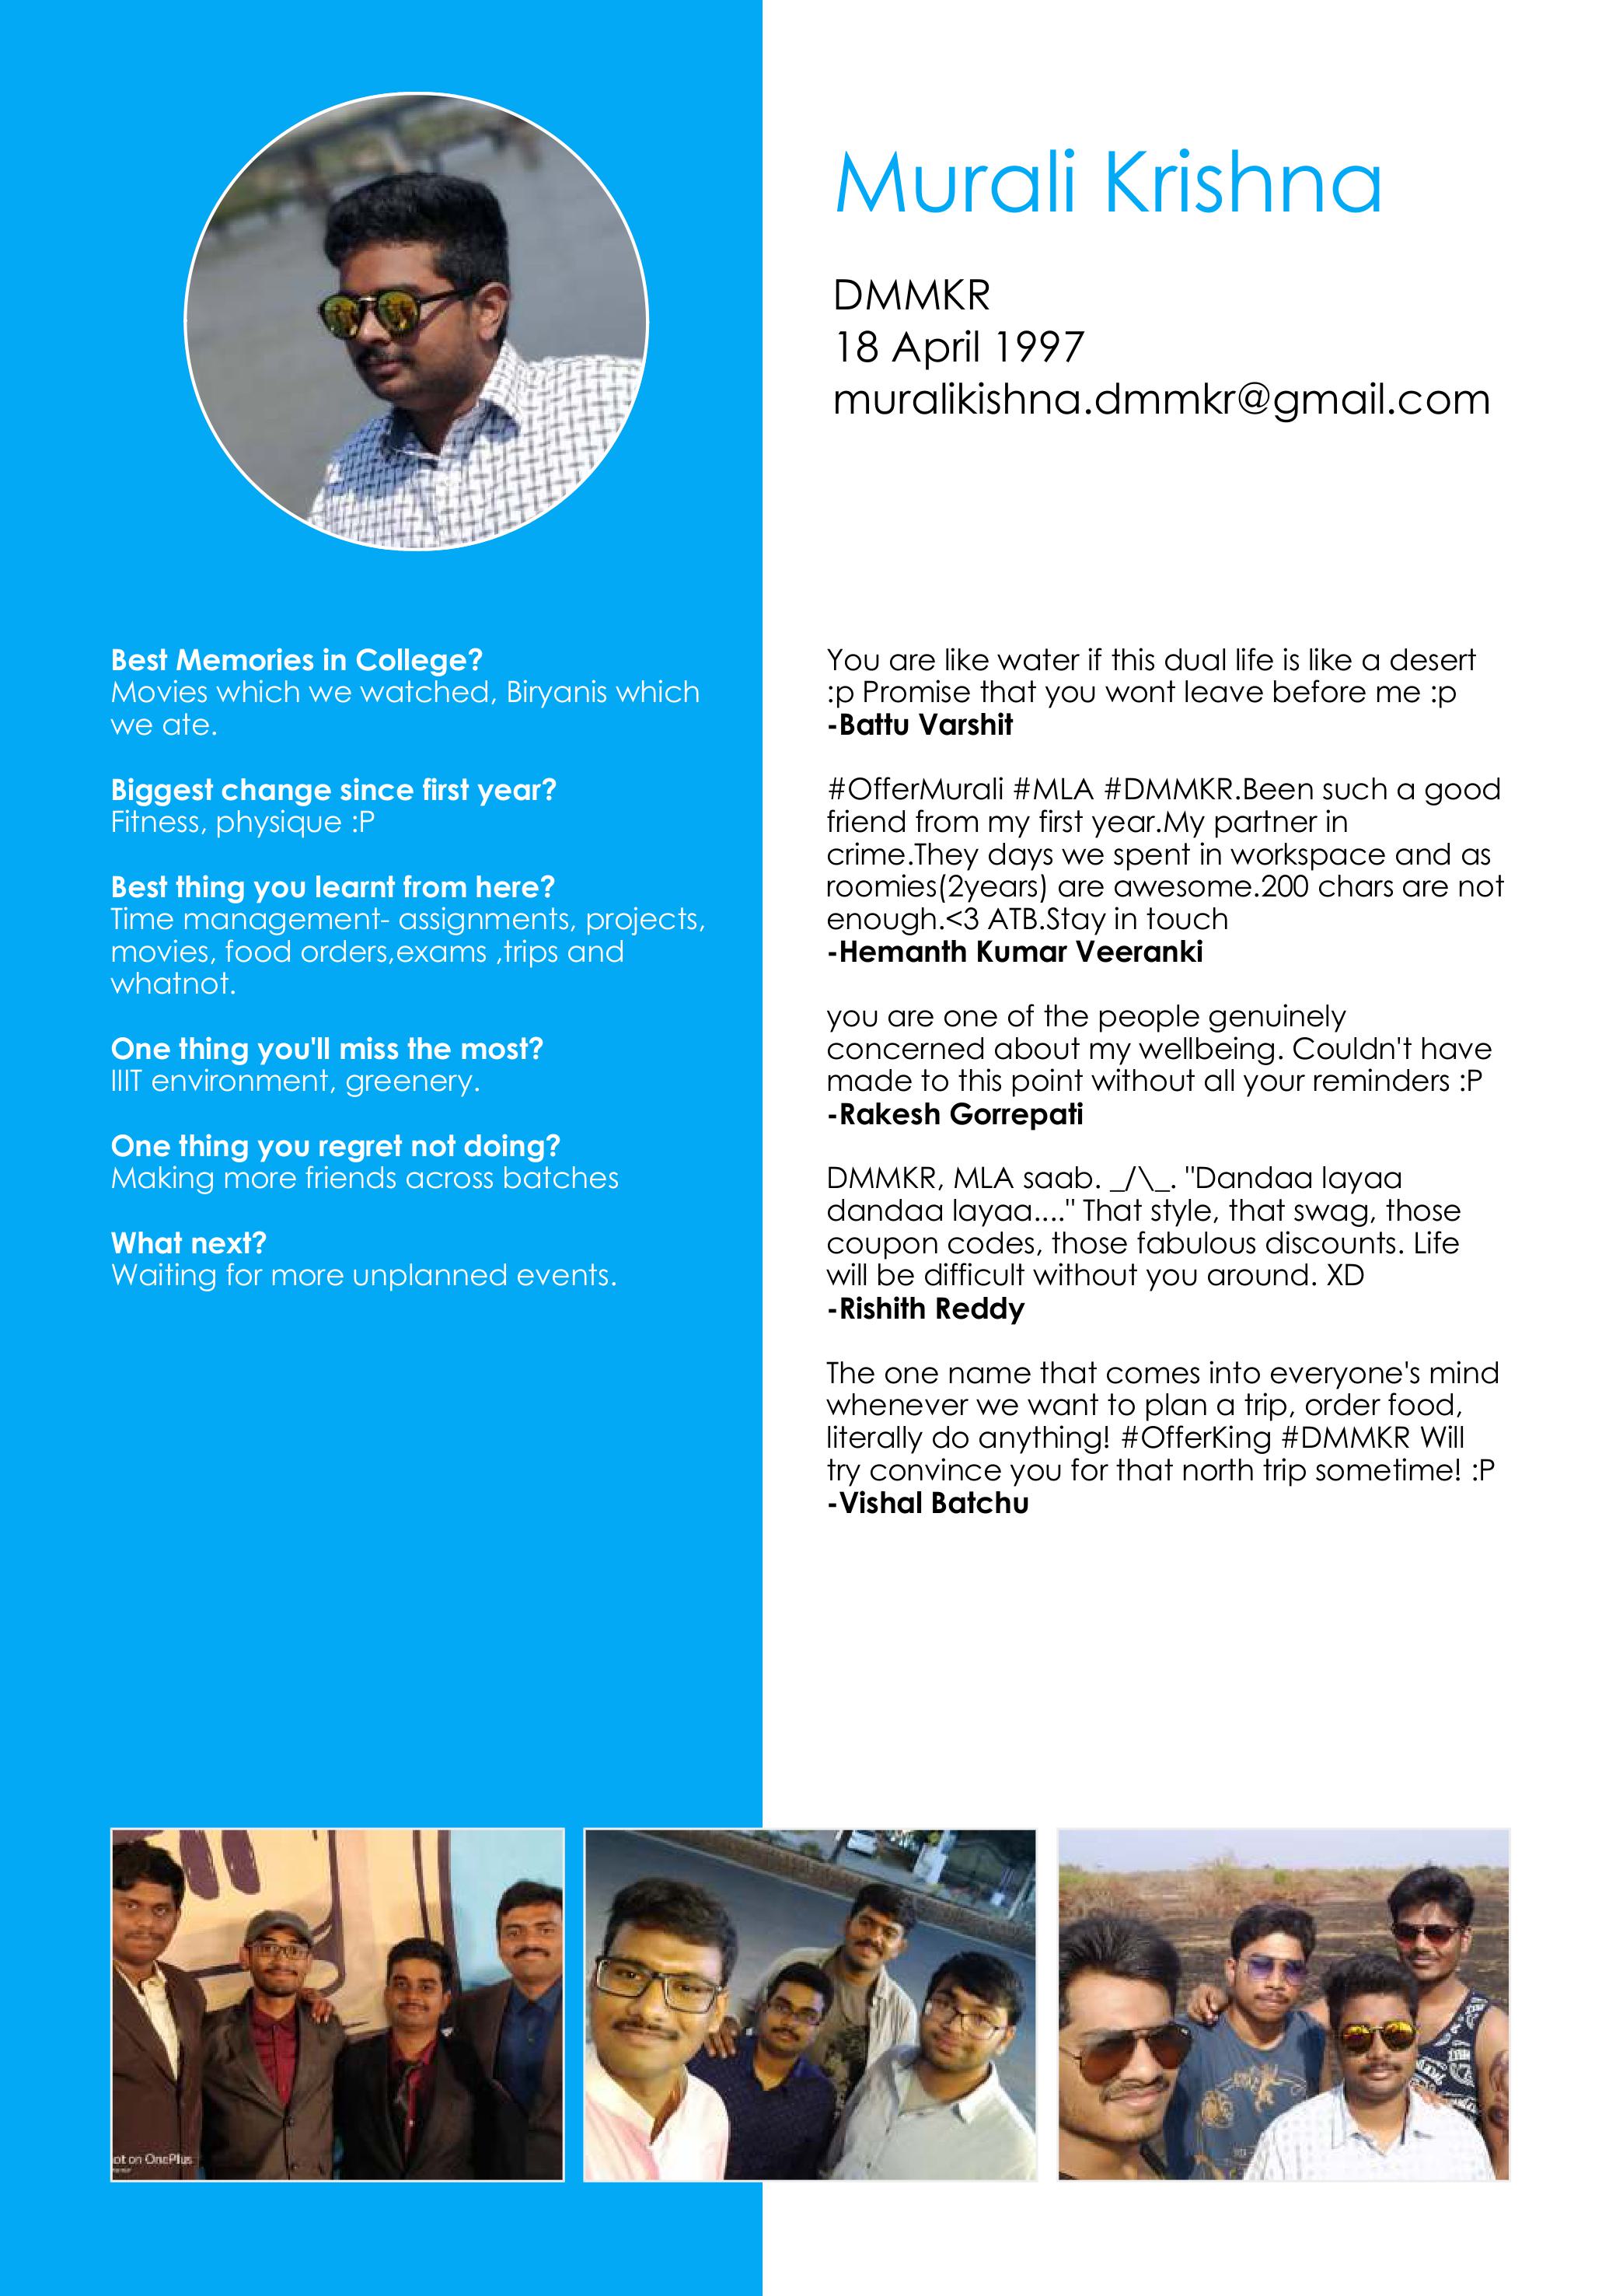 Murali Krishna
DMMKR
18 April 1997
muralikishna.dmmkr@gmail.com
Best Memories in College?
Movies which we watched, Biryanis which
we ate.
Biggest change since first year?
Fitness, physique :P
Best thing you learnt from here?
Time management- assignments, projects,
movies, food orders,exams ,trips and
whatnot.
One thing you'll miss the most?
IIIT environment, greenery.
One thing you regret not doing?
Making more friends across batches
What next?
Waiting for more unplanned events.
You are like water if this dual life is like a desert
:p Promise that you wont leave before me :p
-Battu Varshit
#OfferMurali #MLA #DMMKR.Been such a good
friend from my first year.My partner in
crime.They days we spent in workspace and as
roomies(2years) are awesome.200 chars are not
enough.<3 ATB.Stay in touch
-Hemanth Kumar Veeranki
you are one of the people genuinely
concerned about my wellbeing. Couldn't have
made to this point without all your reminders :P
-Rakesh Gorrepati
DMMKR, MLA saab. _/\_. "Dandaa layaa
dandaa layaa...." That style, that swag, those
coupon codes, those fabulous discounts. Life
will be difficult without you around. XD
-Rishith Reddy
The one name that comes into everyone's mind
whenever we want to plan a trip, order food,
literally do anything! #OfferKing #DMMKR Will
try convince you for that north trip sometime! :P
-Vishal Batchu
ot on OnePlus